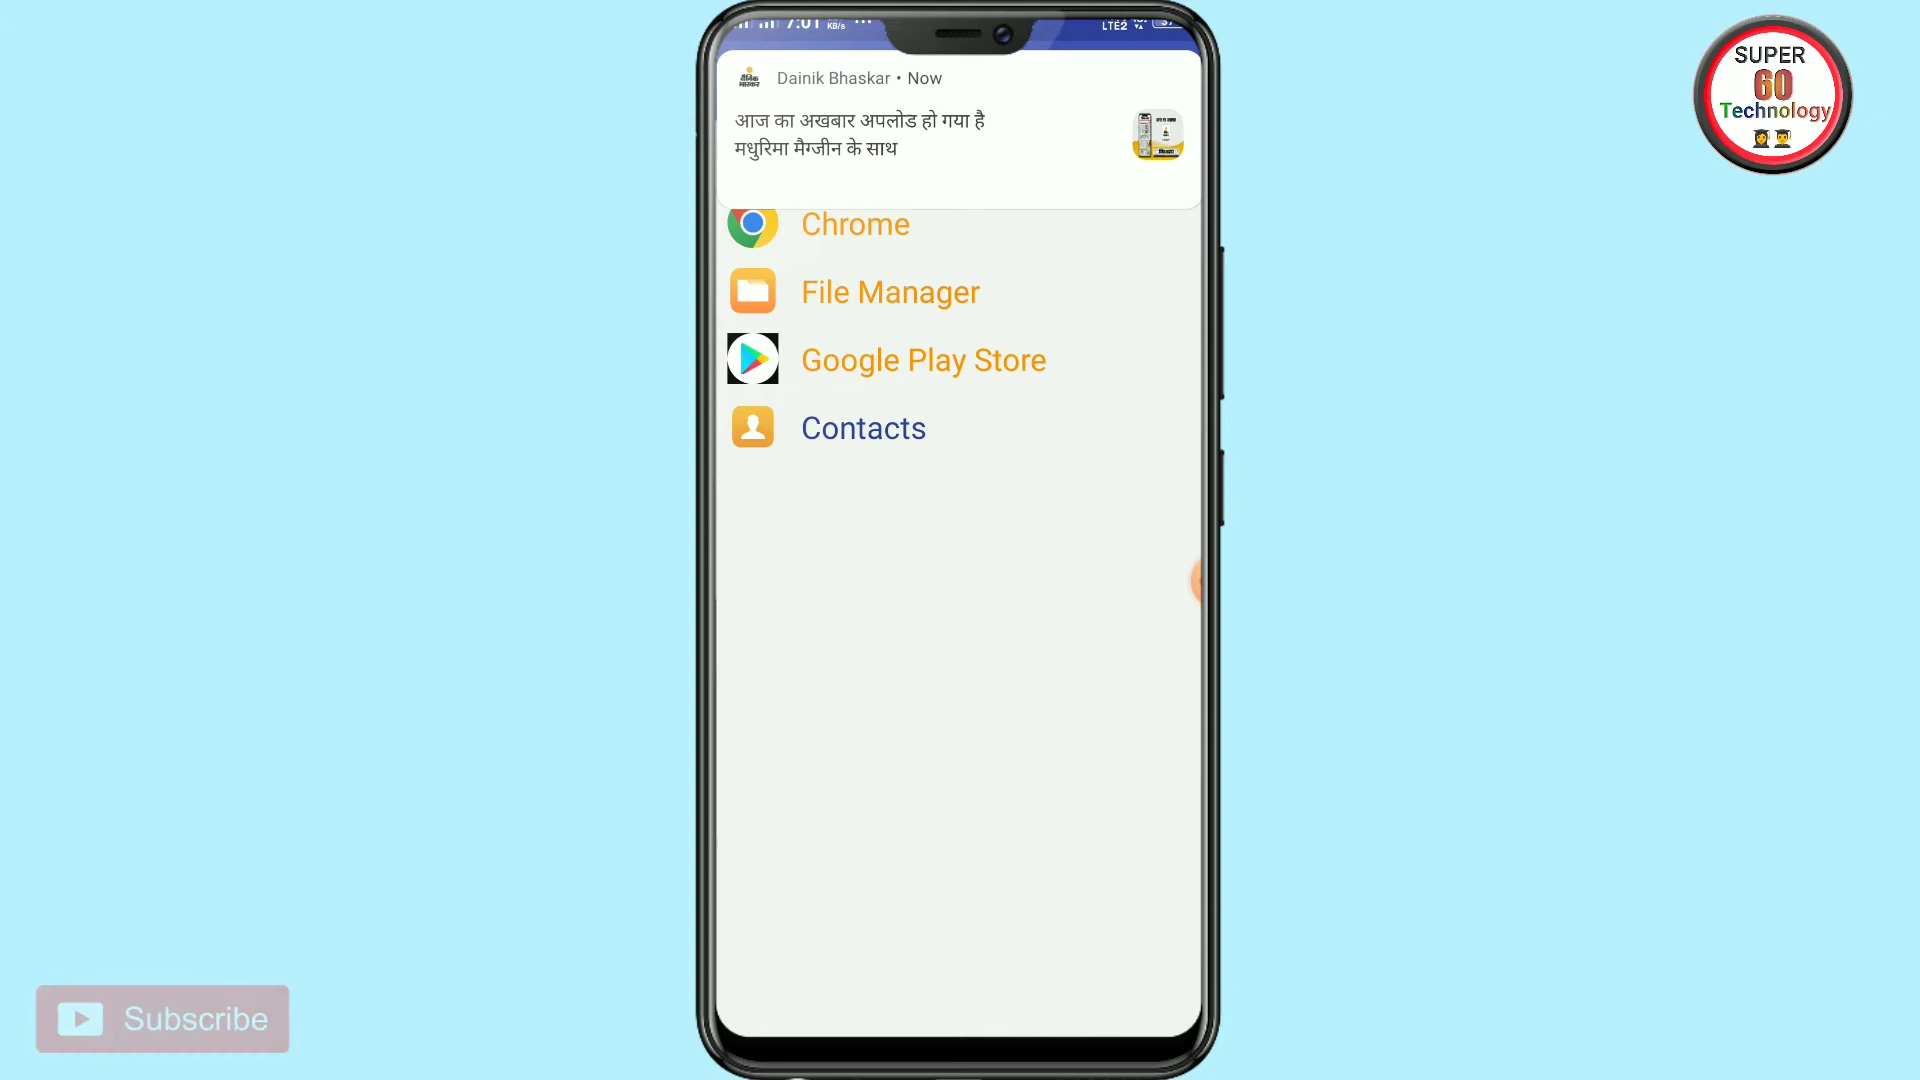 7:01 KB/s ...
LTE2
SUPER
60
Technology
Dainik Bhaskar • Now
आज का अखबार अपलोड हो गया है
मधुरिमा मैग्जीन के साथ
Chrome
File Manager
Google Play Store
Contacts
Subscribe